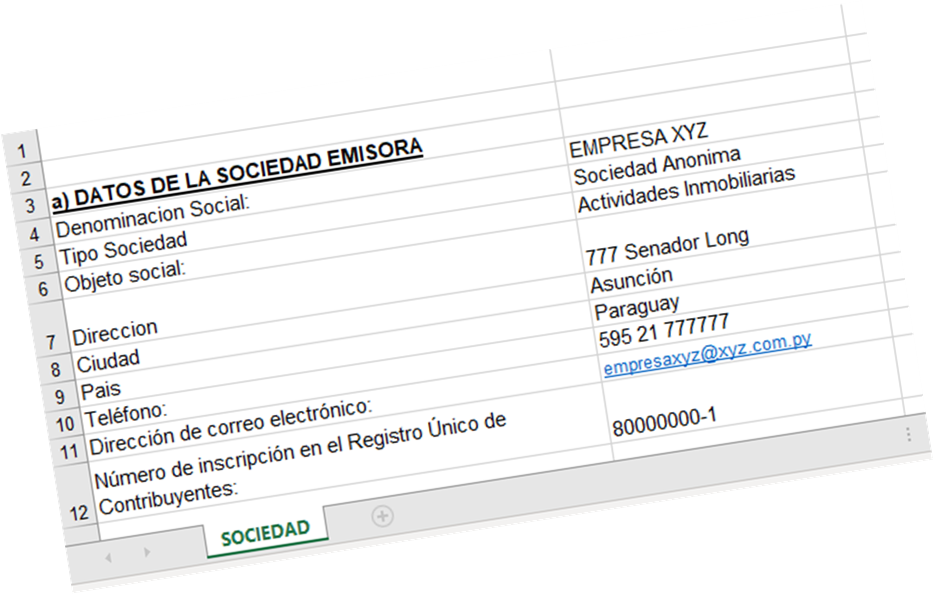 1
2
3 a) DATOS DE LA SOCIEDAD EMISORA
4 Denominacion Social: EMPRESA XYZ
5 Tipo Sociedad Sociedad Anonima
6 Objeto social: Actividades Inmobiliarias
7 Direccion 777 Senador Long
8 Ciudad Asunción
9 Pais Paraguay
10 Teléfono: 595 21 777777
11 Dirección de correo electrónico: empresaxyz@xyz.com.py
Número de inscripción en el Registro Único de
12 Contribuyentes: 80000000-1
SOCIEDAD